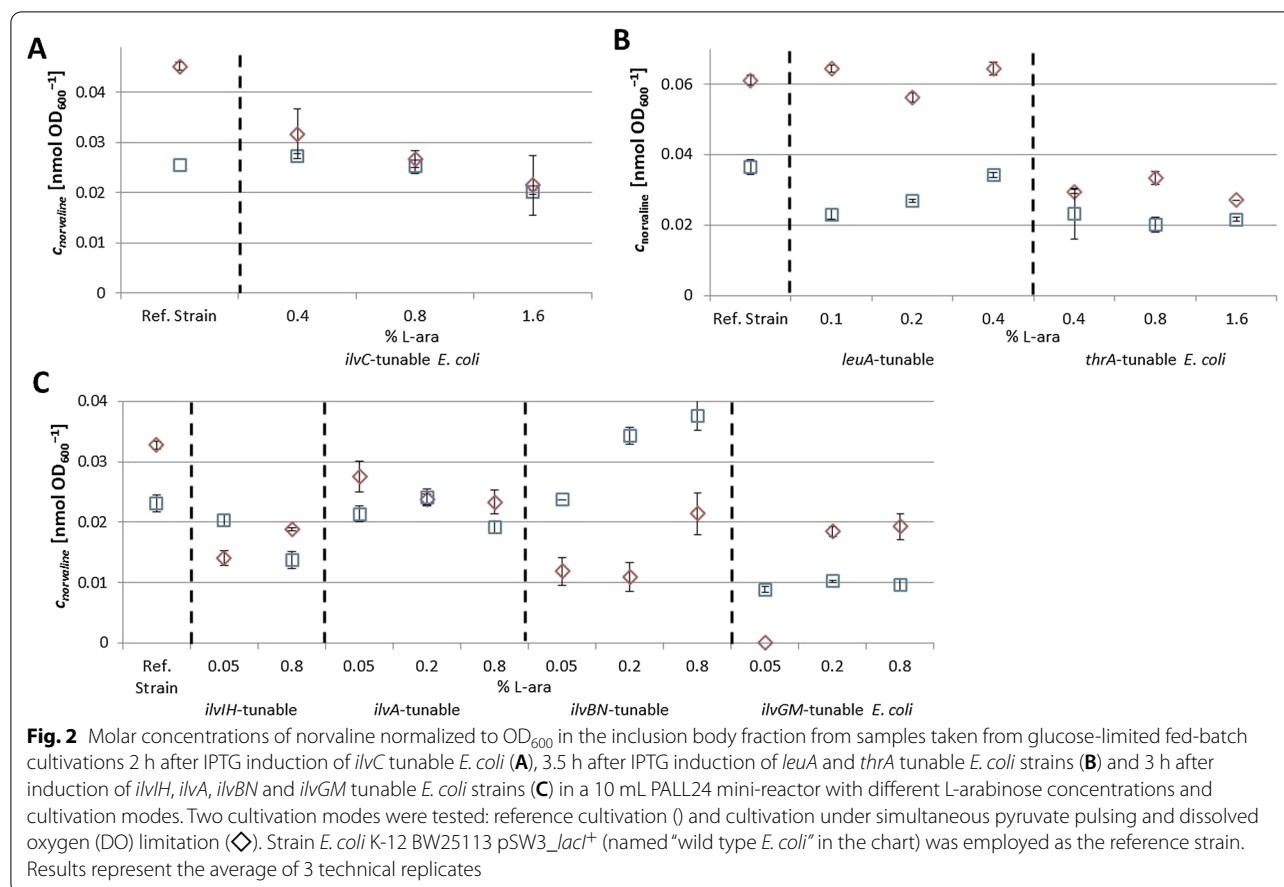 A
c_norvaline [nmol OD₆₀₀⁻¹]
0.04
0.03
0.02
0.01
0
Ref. Strain
0.4
0.8
1.6
% L-ara
ilvC-tunable E. coli
B
c_norvaline [nmol OD₆₀₀⁻¹]
0.06
0.04
0.02
0
Ref. Strain
0.1
0.2
0.4
0.4
0.8
1.6
% L-ara
leuA-tunable
thrA-tunable E. coli
C
c_norvaline [nmol OD₆₀₀⁻¹]
0.04
0.03
0.02
0.01
0
Ref.
Strain
0.05
0.8
0.05
0.2
0.8
0.05
0.2
0.8
0.05
0.2
0.8
% L-ara
ilvIH-tunable
ilvA-tunable
ilvBN-tunable
ilvGM-tunable E. coli
Fig. 2 Molar concentrations of norvaline normalized to OD₆₀₀ in the inclusion body fraction from samples taken from glucose-limited fed-batch
cultivations 2 h after IPTG induction of ilvC tunable E. coli (A), 3.5 h after IPTG induction of leuA and thrA tunable E. coli strains (B) and 3 h after
induction of ilvIH, ilvA, ilvBN and ilvGM tunable E. coli strains (C) in a 10 mL PALL24 mini-reactor with different L-arabinose concentrations and
cultivation modes. Two cultivation modes were tested: reference cultivation () and cultivation under simultaneous pyruvate pulsing and dissolved
oxygen (DO) limitation (◇). Strain E. coli K-12 BW25113 pSW3_lacI⁺ (named “wild type E. coli” in the chart) was employed as the reference strain.
Results represent the average of 3 technical replicates